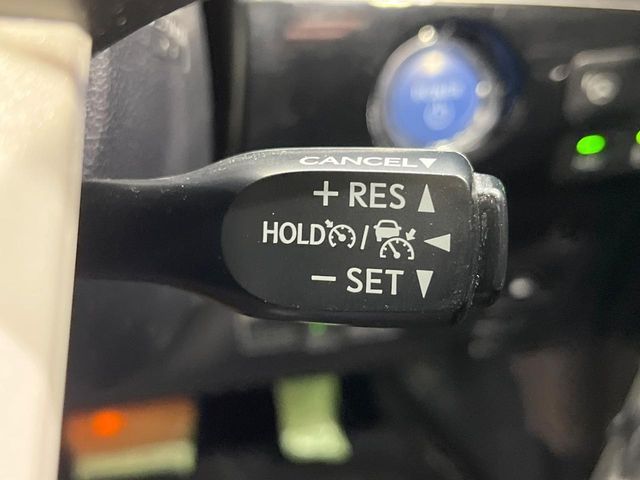 CANCEL▼
+ RES ▲
HOLD / ◄
− SET ▼